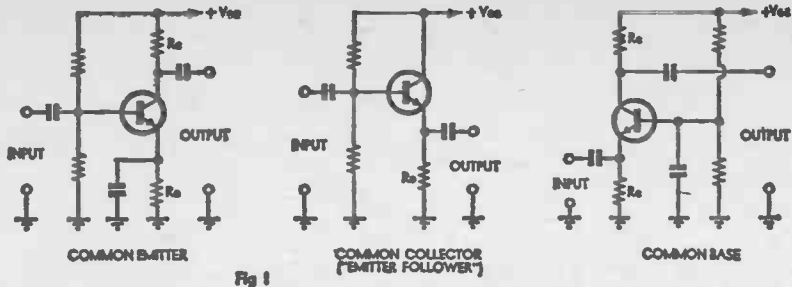 +Vcc
Rc
INPUT
OUTPUT
Re
COMMON EMITTER
+Vcc
INPUT
OUTPUT
Re
COMMON COLLECTOR
("EMITTER FOLLOWER")
+Vcc
Rc
INPUT
OUTPUT
Re
COMMON BASE
Fig 1